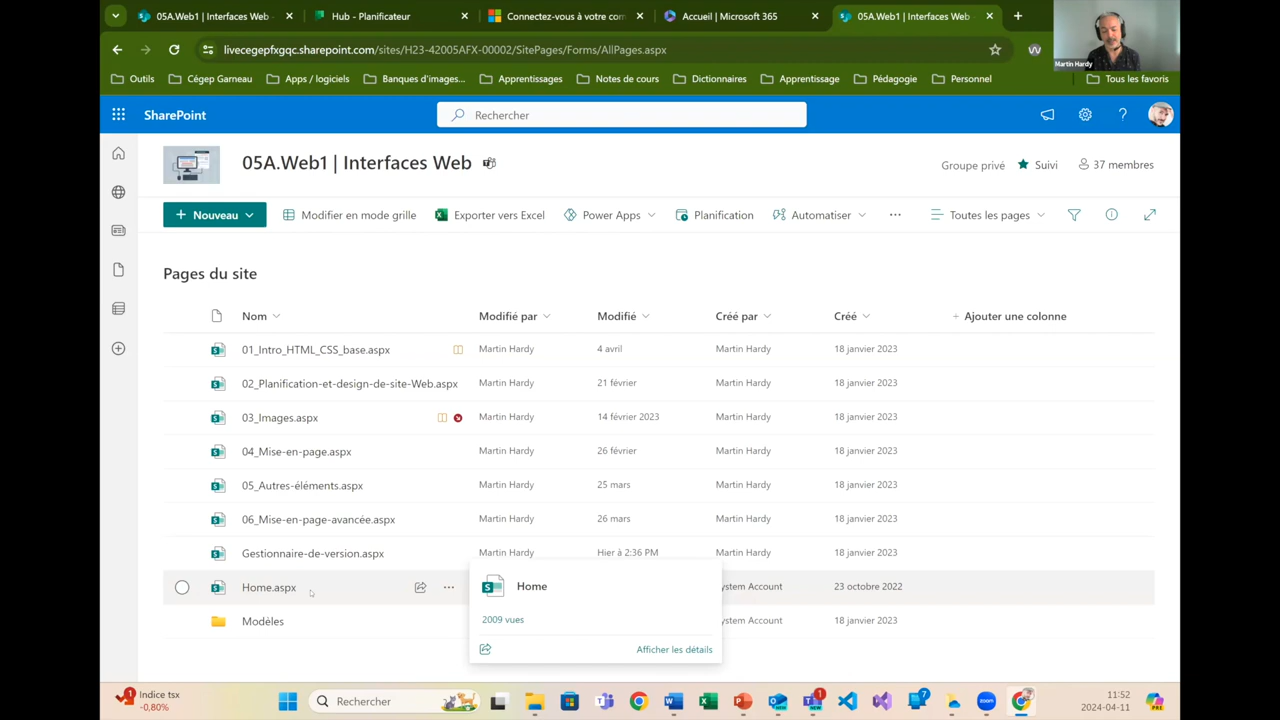 05A.Web1 | Interfaces Web -
Hub - Planificateur
Connectez-vous à votre com
Accueil | Microsoft 365
05A.Web1 | Interfaces Web -
livecegepfxgqc.sharepoint.com/sites/H23-42005AFX-00002/SitePages/Forms/AllPages.aspx
Martin Hardy
Outils
Cégep Garneau
Apps / logiciels
Banques d'images...
Apprentissages
Notes de cours
Dictionnaires
Apprentissage
Pédagogie
Personnel
Tous les favoris
SharePoint
Rechercher
05A.Web1 | Interfaces Web
Groupe privé
Suivi
37 membres
Nouveau
Modifier en mode grille
Exporter vers Excel
Power Apps
Planification
Automatiser
Toutes les pages
Pages du site
Nom Modifié par Modifié Créé par Créé + Ajouter une colonne
01_Intro_HTML_CSS_base.aspx Martin Hardy 4 avril Martin Hardy 18 janvier 2023
02_Planification-et-design-de-site-Web.aspx Martin Hardy 21 février Martin Hardy 18 janvier 2023
03_Images.aspx Martin Hardy 14 février 2023 Martin Hardy 18 janvier 2023
04_Mise-en-page.aspx Martin Hardy 26 février Martin Hardy 18 janvier 2023
05_Autres-éléments.aspx Martin Hardy 25 mars Martin Hardy 18 janvier 2023
06_Mise-en-page-avancée.aspx Martin Hardy 26 mars Martin Hardy 18 janvier 2023
Gestionnaire-de-version.aspx Martin Hardy Hier à 2:36 PM Martin Hardy 18 janvier 2023
Home.aspx ystem Account 23 octobre 2022
Modèles ystem Account 18 janvier 2023
Home
2009 vues
Afficher les détails
1
Indice tsx
-0,80%
Rechercher
1
NEW
7
11:52
2024-04-11